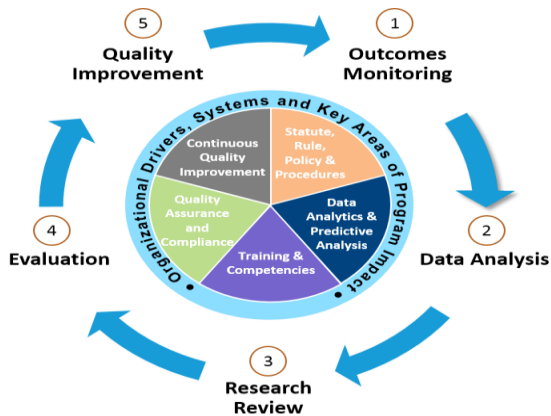 5
Quality
Improvement
1
Outcomes
Monitoring
• Organizational Drivers, Systems and Key Areas of Program Impact •
Continuous
Quality
Improvement
Statute,
Rule,
Policy &
Procedures
Quality
Assurance
and
Compliance
Data
Analytics &
Predictive
Analysis
Training &
Competencies
4
Evaluation
2
Data Analysis
3
Research
Review